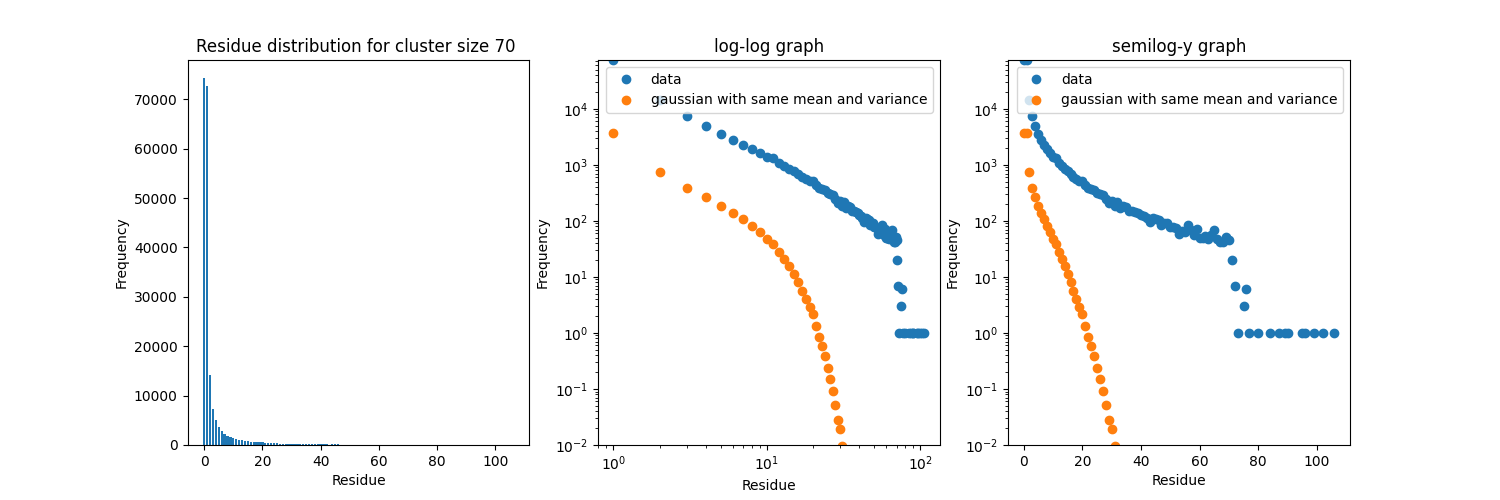 Residue distribution for cluster size 70
Frequency
70000
60000
50000
40000
30000
20000
10000
0
0 20 40 60 80 100
Residue
log-log graph
data
gaussian with same mean and variance
Frequency
10⁴
10³
10²
10¹
10⁰
10⁻¹
10⁻²
10⁰ 10¹ 10²
Residue
semilog-y graph
data
gaussian with same mean and variance
Frequency
10⁴
10³
10²
10¹
10⁰
10⁻¹
10⁻²
0 20 40 60 80 100
Residue